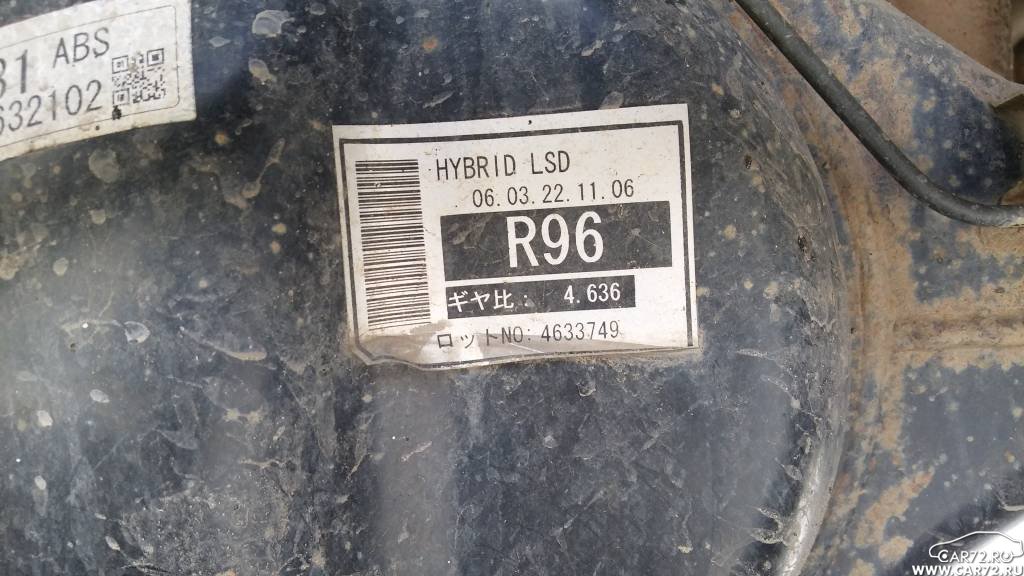 31 ABS
632102
HYBRID LSD
06.03.22.11.06
R96
ギヤ比: 4.636
ロットNO: 4633749
CAR72.RU
WWW.CAR72.RU